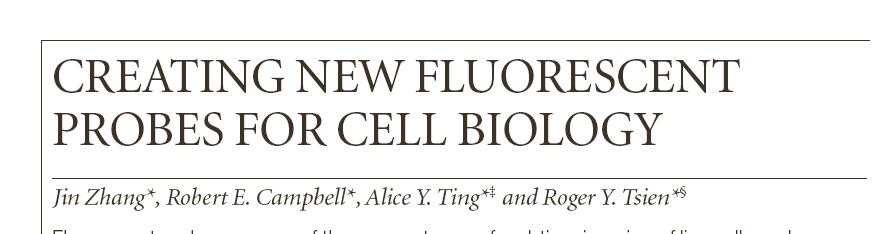 CREATING NEW FLUORESCENT
PROBES FOR CELL BIOLOGY
Jin Zhang*, Robert E. Campbell*, Alice Y. Ting*‡ and Roger Y. Tsien*§